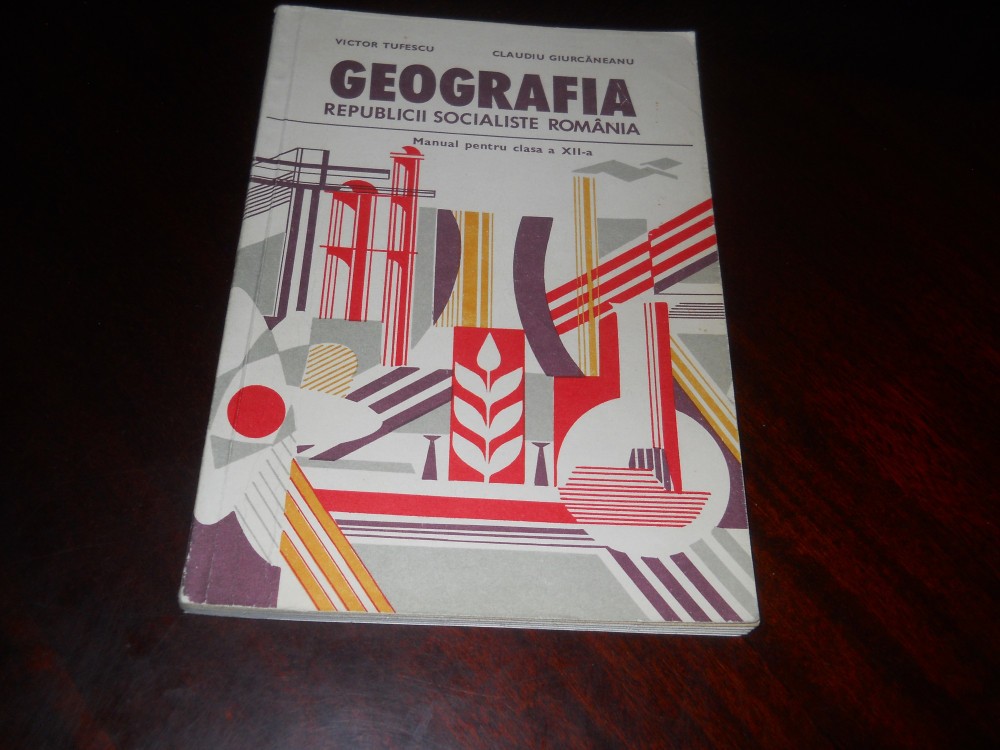 VICTOR TUFESCU CLAUDIU GIURCĂNEANU
GEOGRAFIA
REPUBLICII SOCIALISTE ROMÂNIA
Manual pentru clasa a XII-a